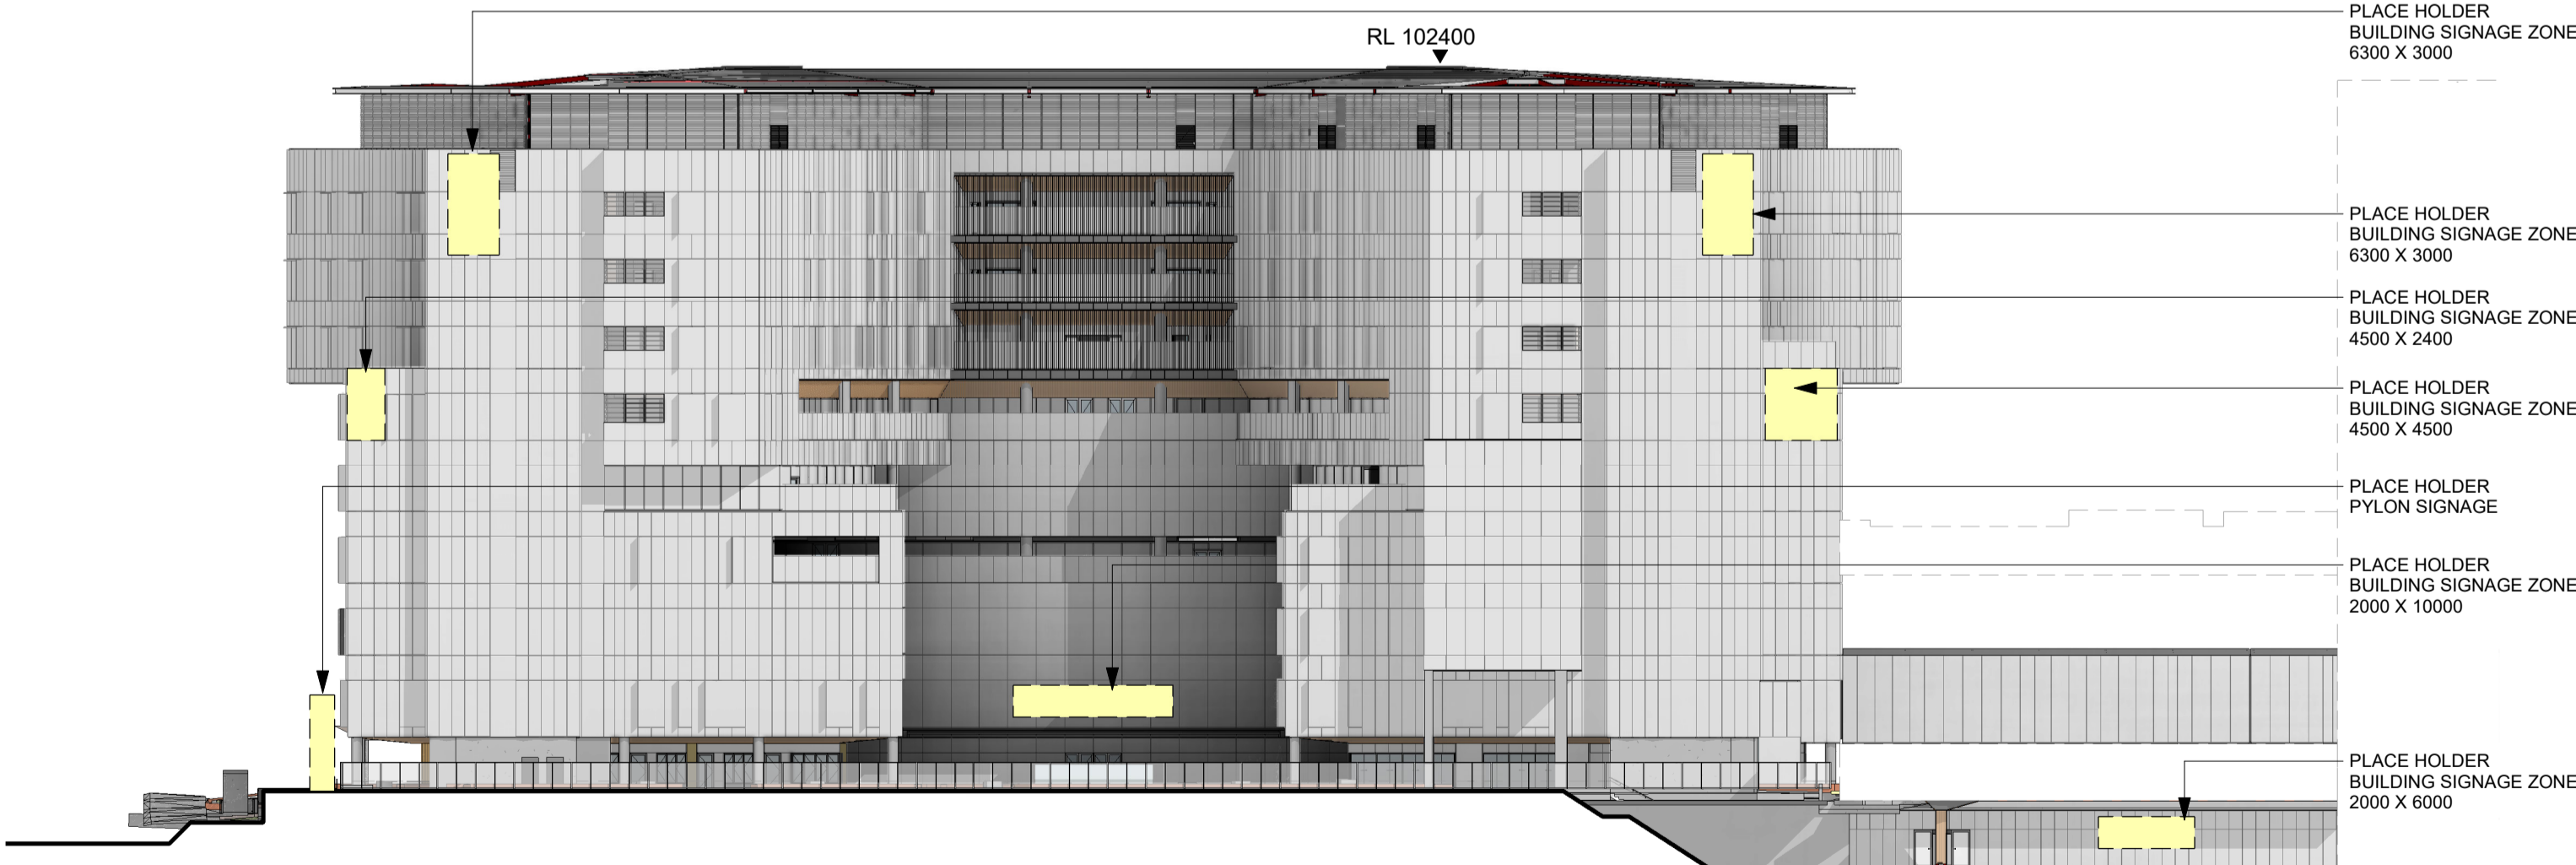 PLACE HOLDER
BUILDING SIGNAGE ZONE
6300 X 3000
RL 102400
PLACE HOLDER
BUILDING SIGNAGE ZONE
6300 X 3000
PLACE HOLDER
BUILDING SIGNAGE ZONE
4500 X 2400
PLACE HOLDER
BUILDING SIGNAGE ZONE
4500 X 4500
PLACE HOLDER
PYLON SIGNAGE
PLACE HOLDER
BUILDING SIGNAGE ZONE
2000 X 10000
PLACE HOLDER
BUILDING SIGNAGE ZONE
2000 X 6000